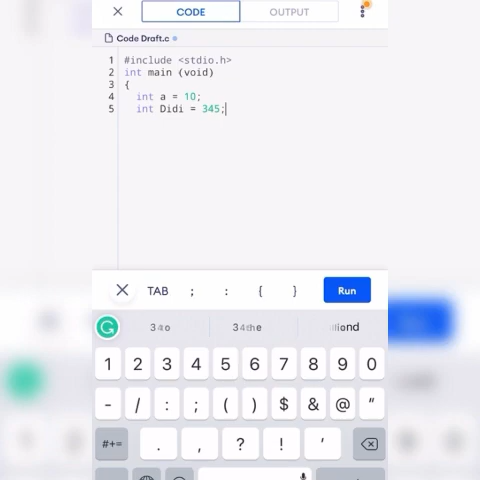 CODE OUTPUT
Code Draft.c
1 #include <stdio.h>
2 int main (void)
3 {
4 int a = 10;
5 int Didi = 345;
TAB ; : { } Run
1 2 3 4 5 6 7 8 9 0
- / : ; ( ) $ & @ "
#+= . , ? ! '